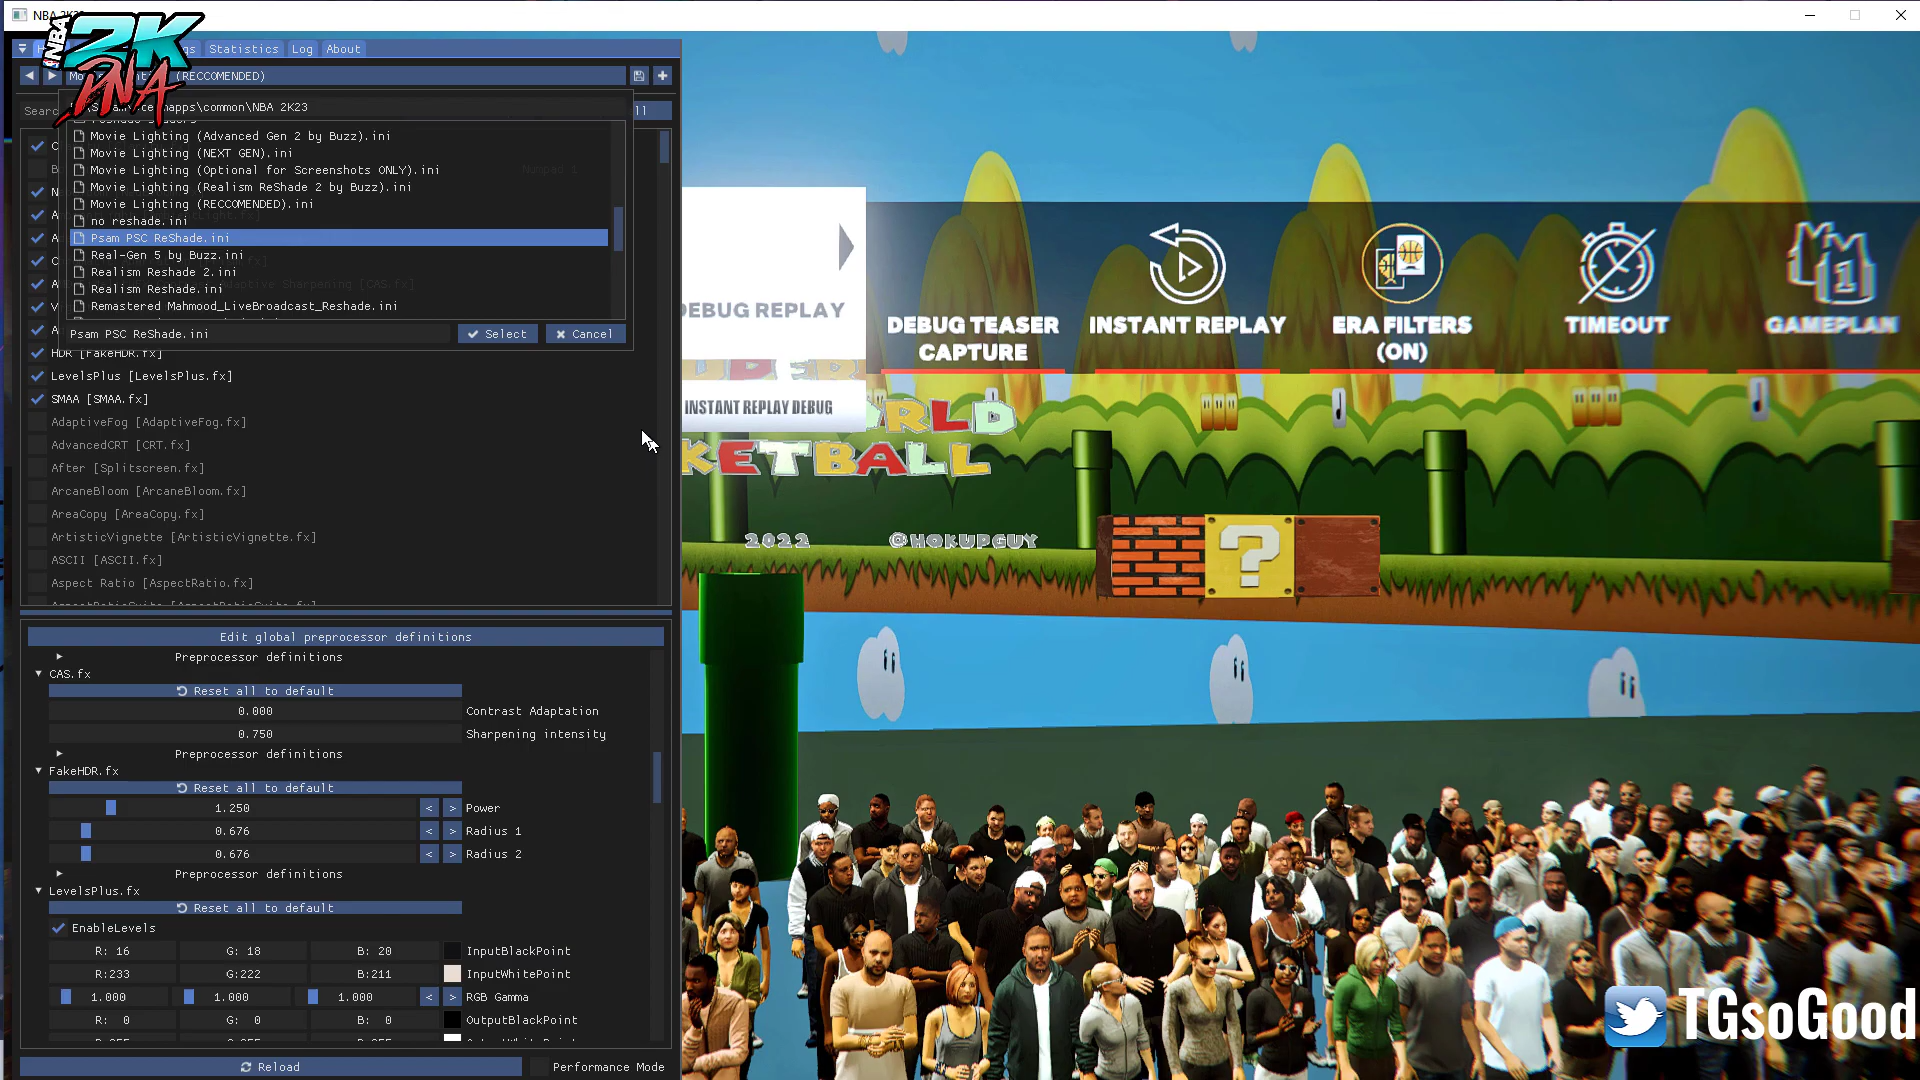 NBA 2K
NBA 2K DNA
Statistics
Log
About
(RECCOMENDED)
\common\NBA 2K23
Movie Lighting (Advanced Gen 2 by Buzz).ini
Movie Lighting (NEXT GEN).ini
Movie Lighting (Optional for Screenshots ONLY).ini
Movie Lighting (Realism ReShade 2 by Buzz).ini
Movie Lighting (RECCOMENDED).ini
no reshade.ini
Psam PSC ReShade.ini
Real-Gen 5 by Buzz.ini
Realism Reshade 2.ini
Realism Reshade.ini
Remastered Mahmood_LiveBroadcast_Reshade.ini
Psam PSC ReShade.ini
Select
Cancel
HDR [FakeHDR.fx]
LevelsPlus [LevelsPlus.fx]
SMAA [SMAA.fx]
AdaptiveFog [AdaptiveFog.fx]
AdvancedCRT [CRT.fx]
After [Splitscreen.fx]
ArcaneBloom [ArcaneBloom.fx]
AreaCopy [AreaCopy.fx]
ArtisticVignette [ArtisticVignette.fx]
ASCII [ASCII.fx]
Aspect Ratio [AspectRatio.fx]
Edit global preprocessor definitions
Preprocessor definitions
CAS.fx
Reset all to default
0.000 Contrast Adaptation
0.750 Sharpening intensity
Preprocessor definitions
FakeHDR.fx
Reset all to default
1.250 < > Power
0.676 < > Radius 1
0.676 < > Radius 2
Preprocessor definitions
LevelsPlus.fx
Reset all to default
EnableLevels
R: 16 G: 18 B: 20 InputBlackPoint
R:233 G:222 B:211 InputWhitePoint
1.000 1.000 1.000 < > RGB Gamma
R: 0 G: 0 B: 0 OutputBlackPoint
Reload
Performance Mode
DEBUG REPLAY
INSTANT REPLAY DEBUG
DEBUG TEASER CAPTURE
INSTANT REPLAY
ERA FILTERS (ON)
TIMEOUT
GAMEPLAN
RLD
KETBALL
2022
@HOKUPGUY
?
TGsoGood